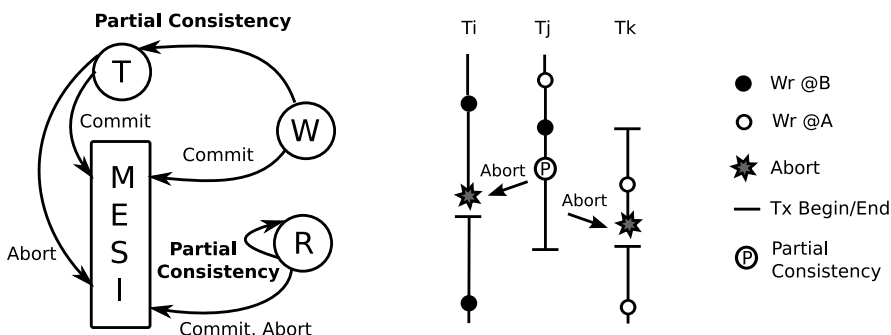 Partial Consistency
T
Commit
W
Commit
M
E
S
I
Abort
Partial
Consistency
R
Commit, Abort
Ti Tj Tk
P
Abort
Abort
Wr @B
Wr @A
Abort
Tx Begin/End
P
Partial
Consistency